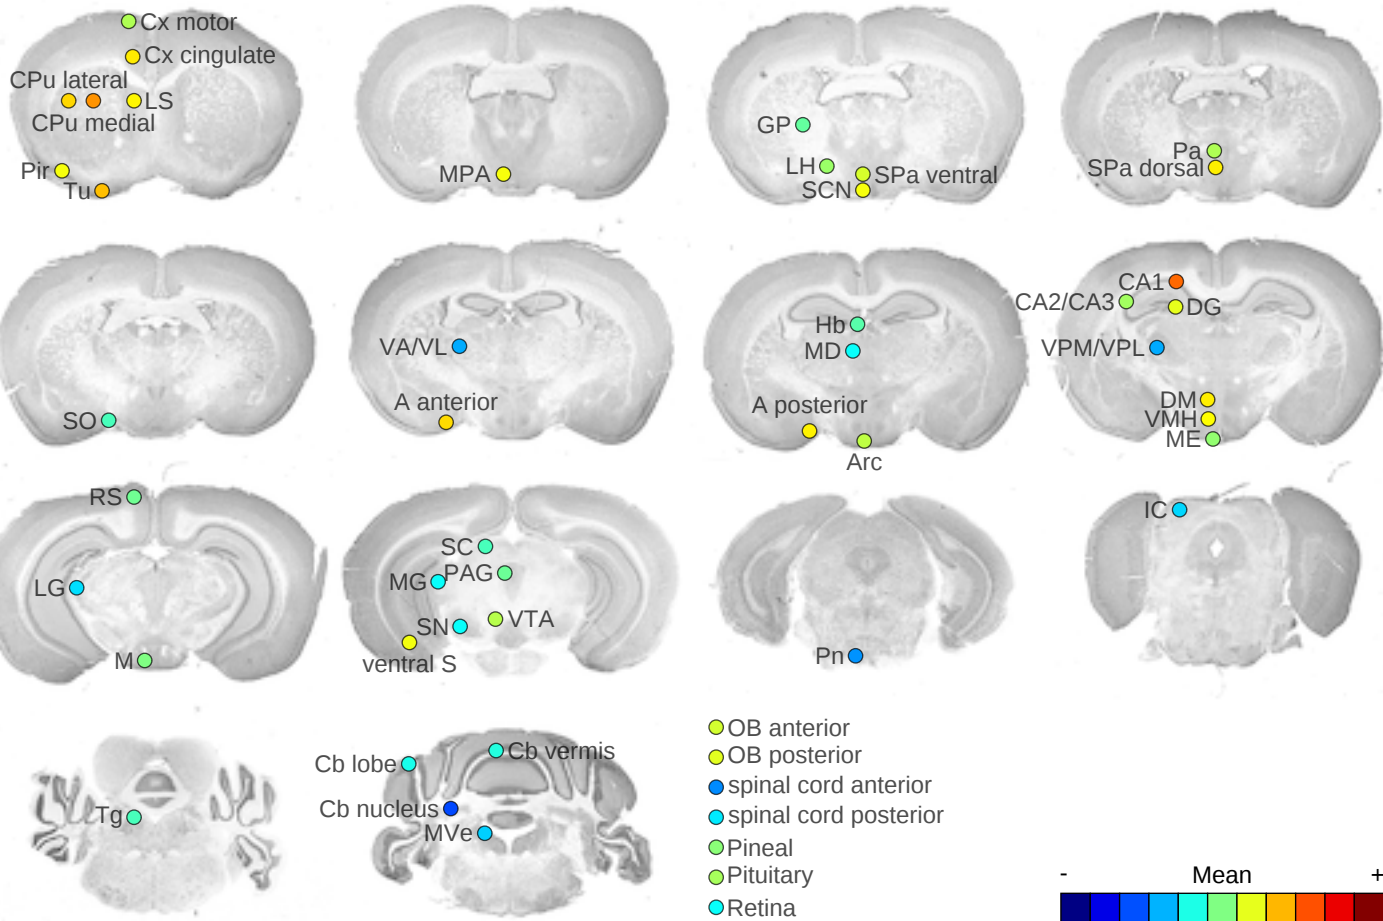 Cx motor
Cx cingulate
CPu lateral
LS
CPu medial
Pir
Tu
MPA
GP
LH
SPa ventral
SCN
Pa
SPa dorsal
SO
VA/VL
A anterior
Hb
MD
A posterior
Arc
CA1
CA2/CA3
DG
VPM/VPL
DM
VMH
ME
RS
LG
M
SC
MG
PAG
SN
VTA
ventral S
Pn
IC
Tg
Cb lobe
Cb vermis
Cb nucleus
MVe
OB anterior
OB posterior
spinal cord anterior
spinal cord posterior
Pineal
Pituitary
Retina
- Mean +